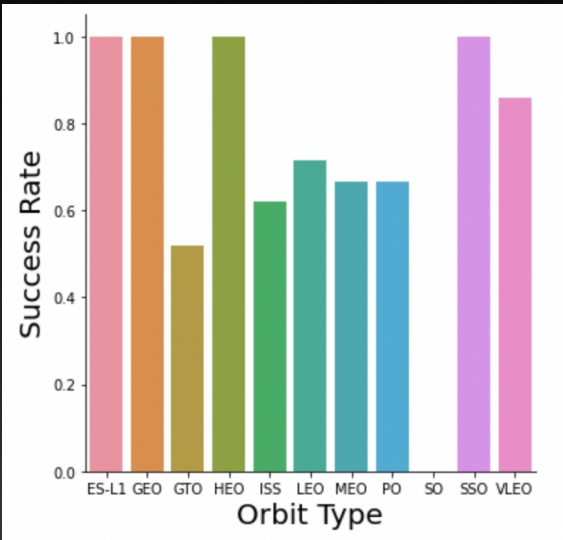 Success Rate
1.0
0.8
0.6
0.4
0.2
0.0
ES-L1 GEO GTO HEO ISS LEO MEO PO SO SSO VLEO
Orbit Type